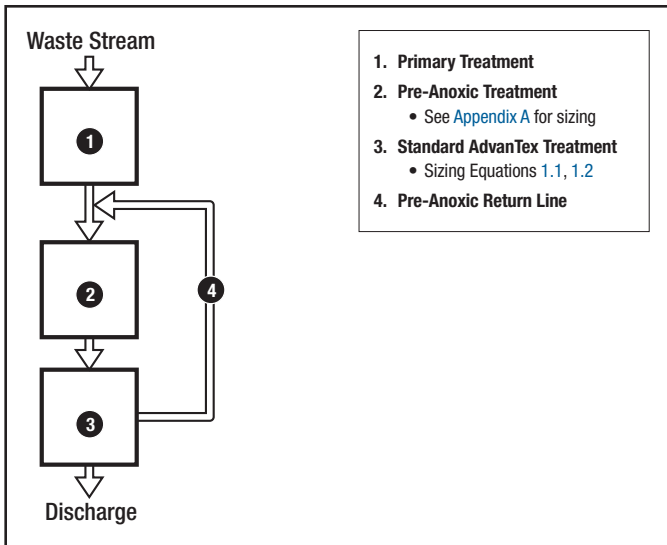 Waste Stream
1
2
3
4
Discharge
1. Primary Treatment
2. Pre-Anoxic Treatment
• See Appendix A for sizing
3. Standard AdvanTex Treatment
• Sizing Equations 1.1, 1.2
4. Pre-Anoxic Return Line